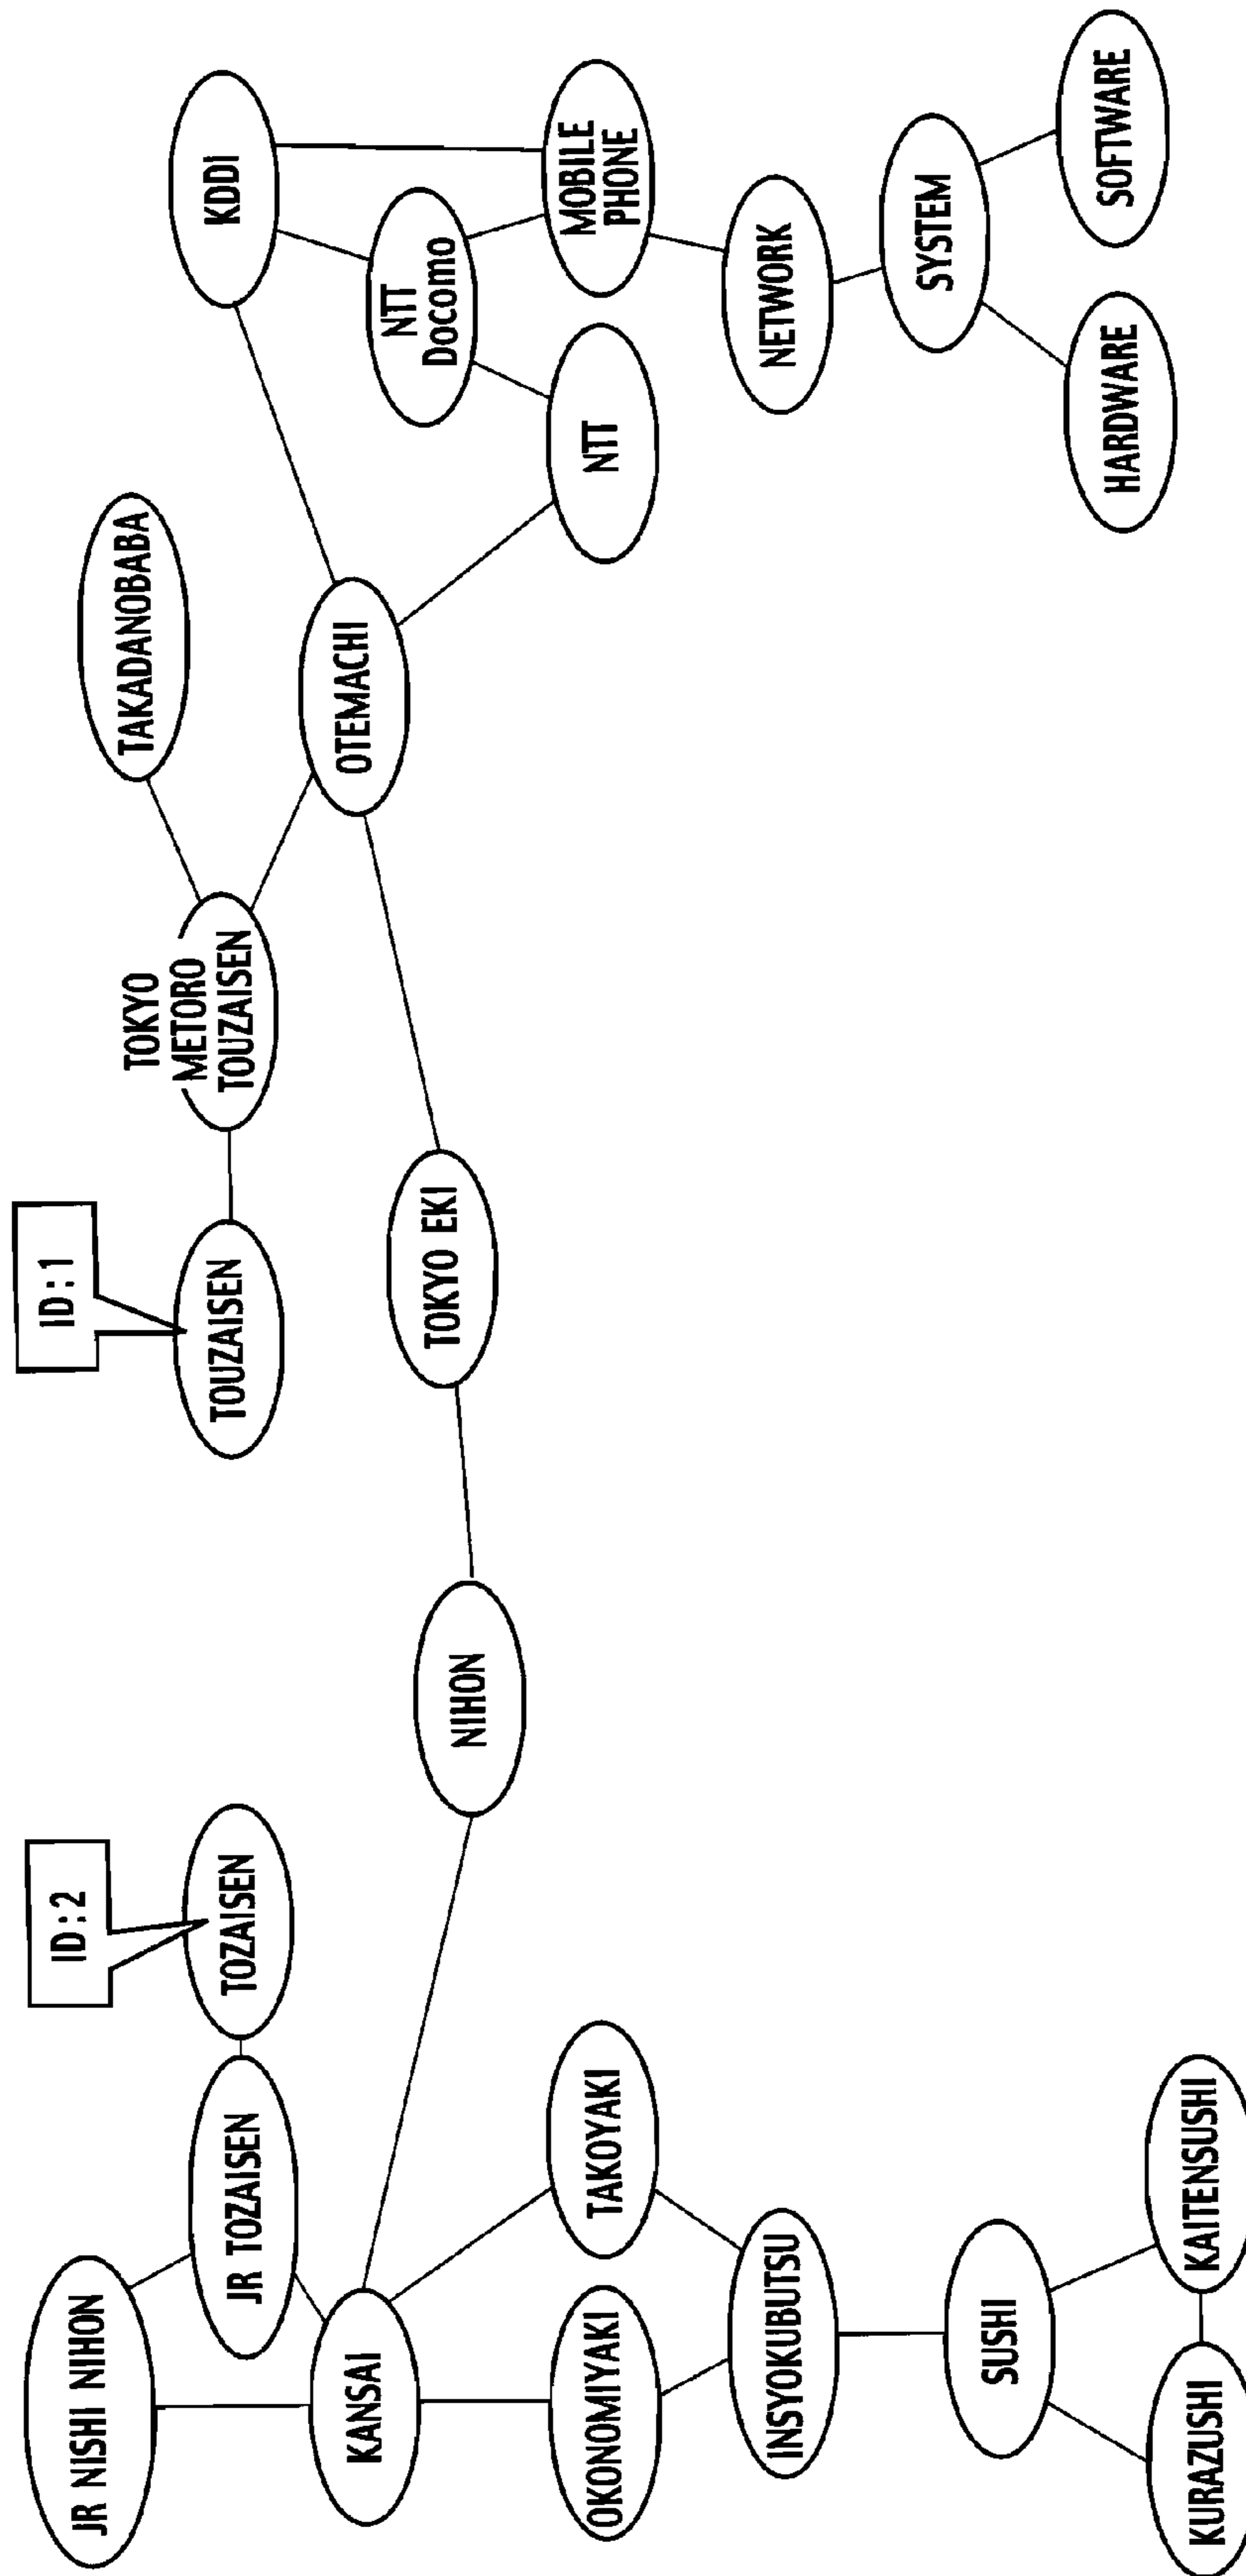 ID:2
ID:1
JR NISHI NIHON
JR TOZAISEN
TOZAISEN
TOUZAISEN
TOKYO
METORO
TOUZAISEN
TAKADANOBABA
KDDI
KANSAI
NIHON
TOKYO EKI
OTEMACHI
NTT
Docomo
OKONOMIYAKI
TAKOYAKI
NTT
MOBILE
PHONE
INSYOKUBUTSU
NETWORK
SUSHI
SYSTEM
KURAZUSHI
KAITENSUSHI
HARDWARE
SOFTWARE